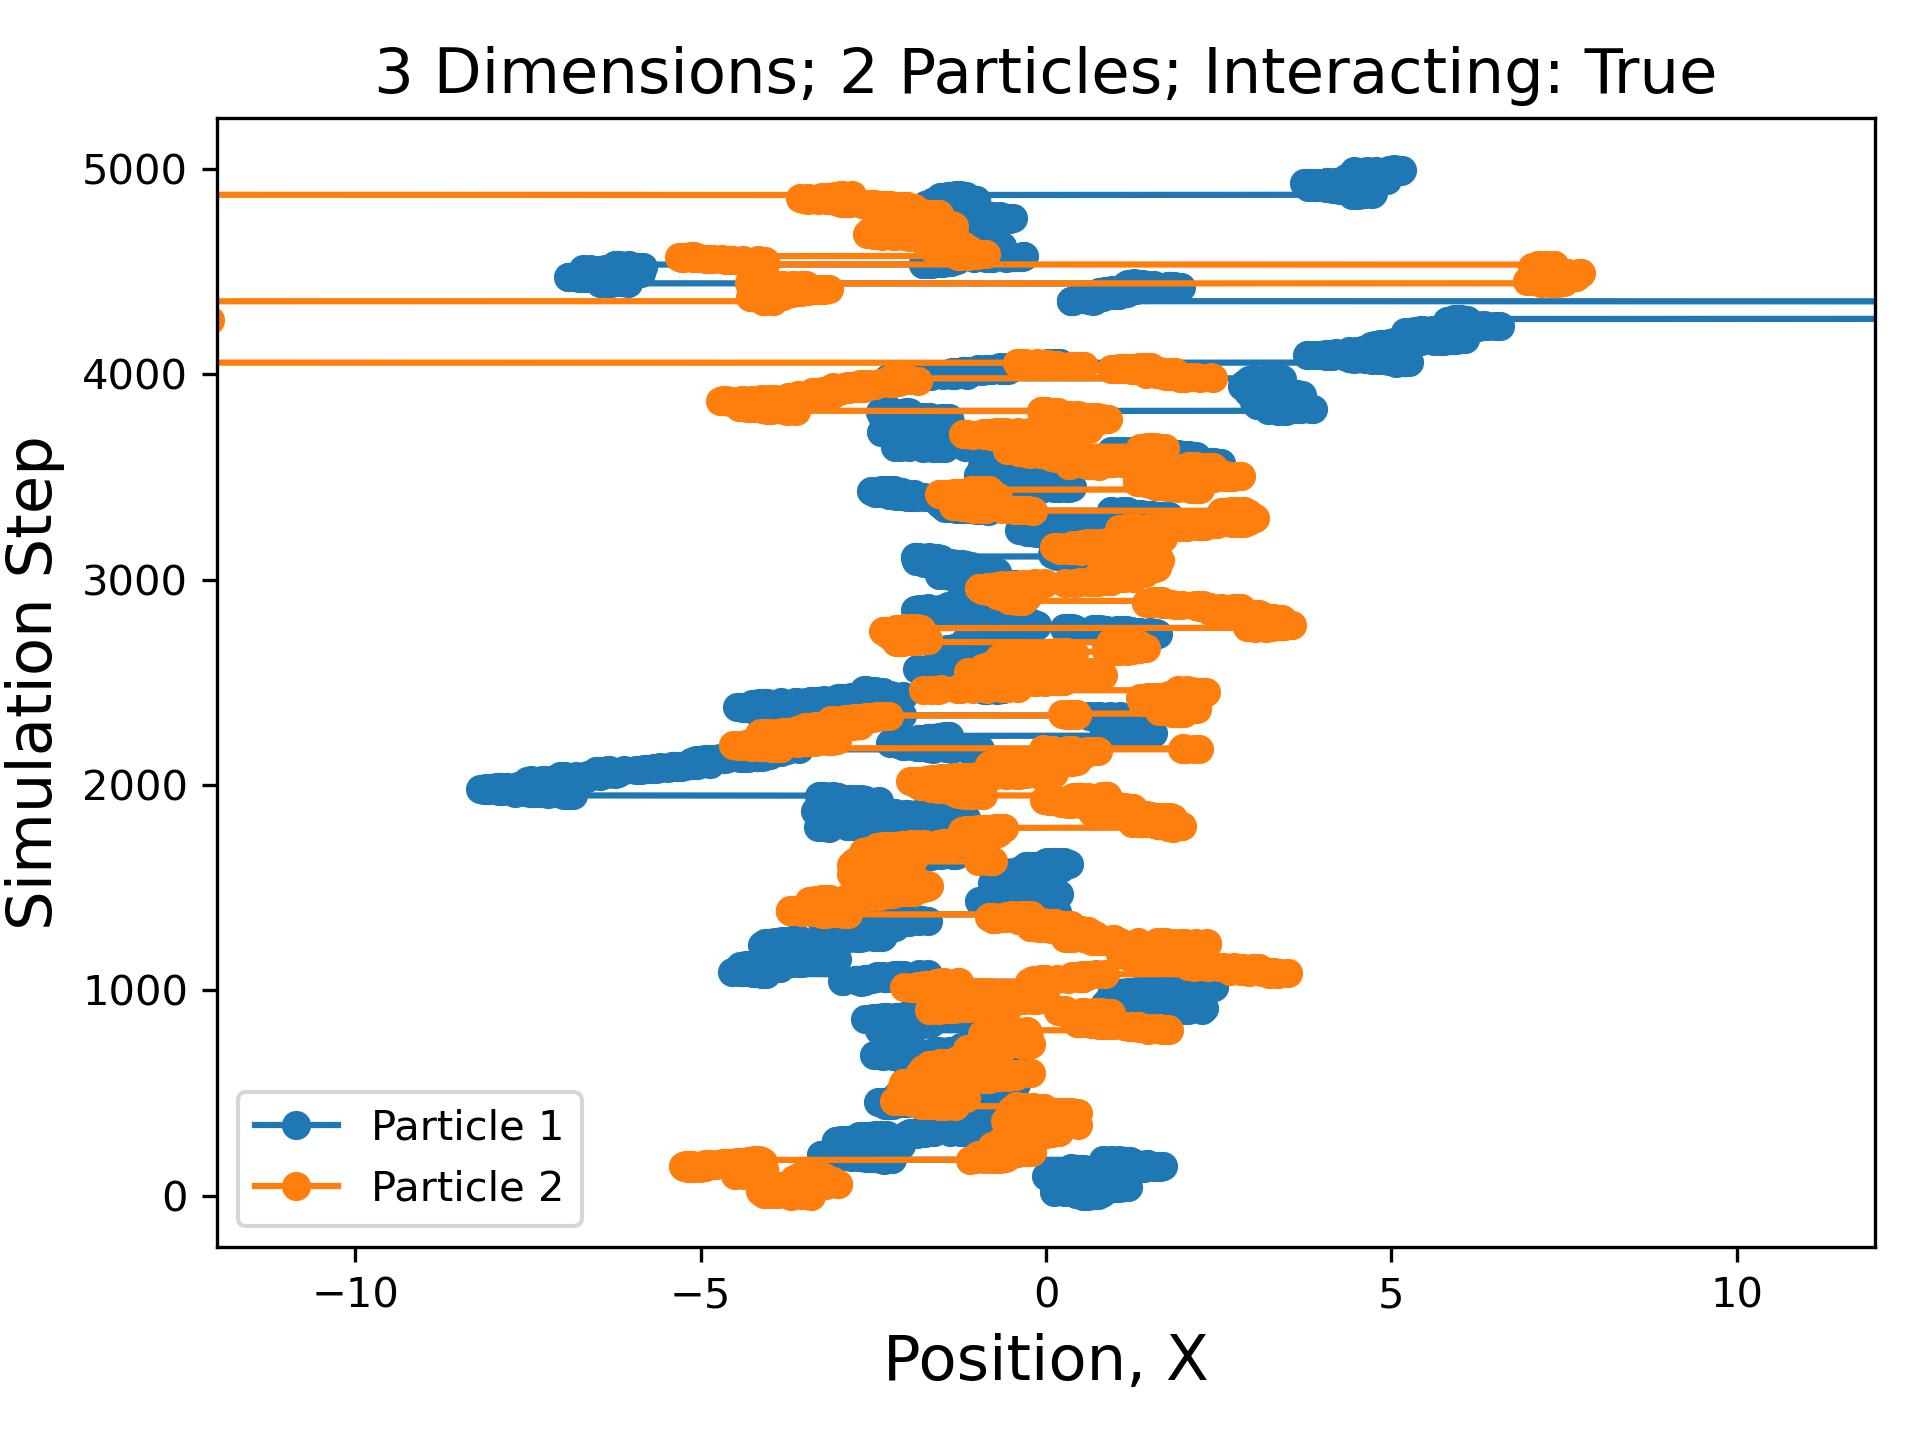 3 Dimensions; 2 Particles; Interacting: True
Simulation Step
5000
4000
3000
2000
1000
0
Particle 1
Particle 2
−10
−5
0
5
10
Position, X